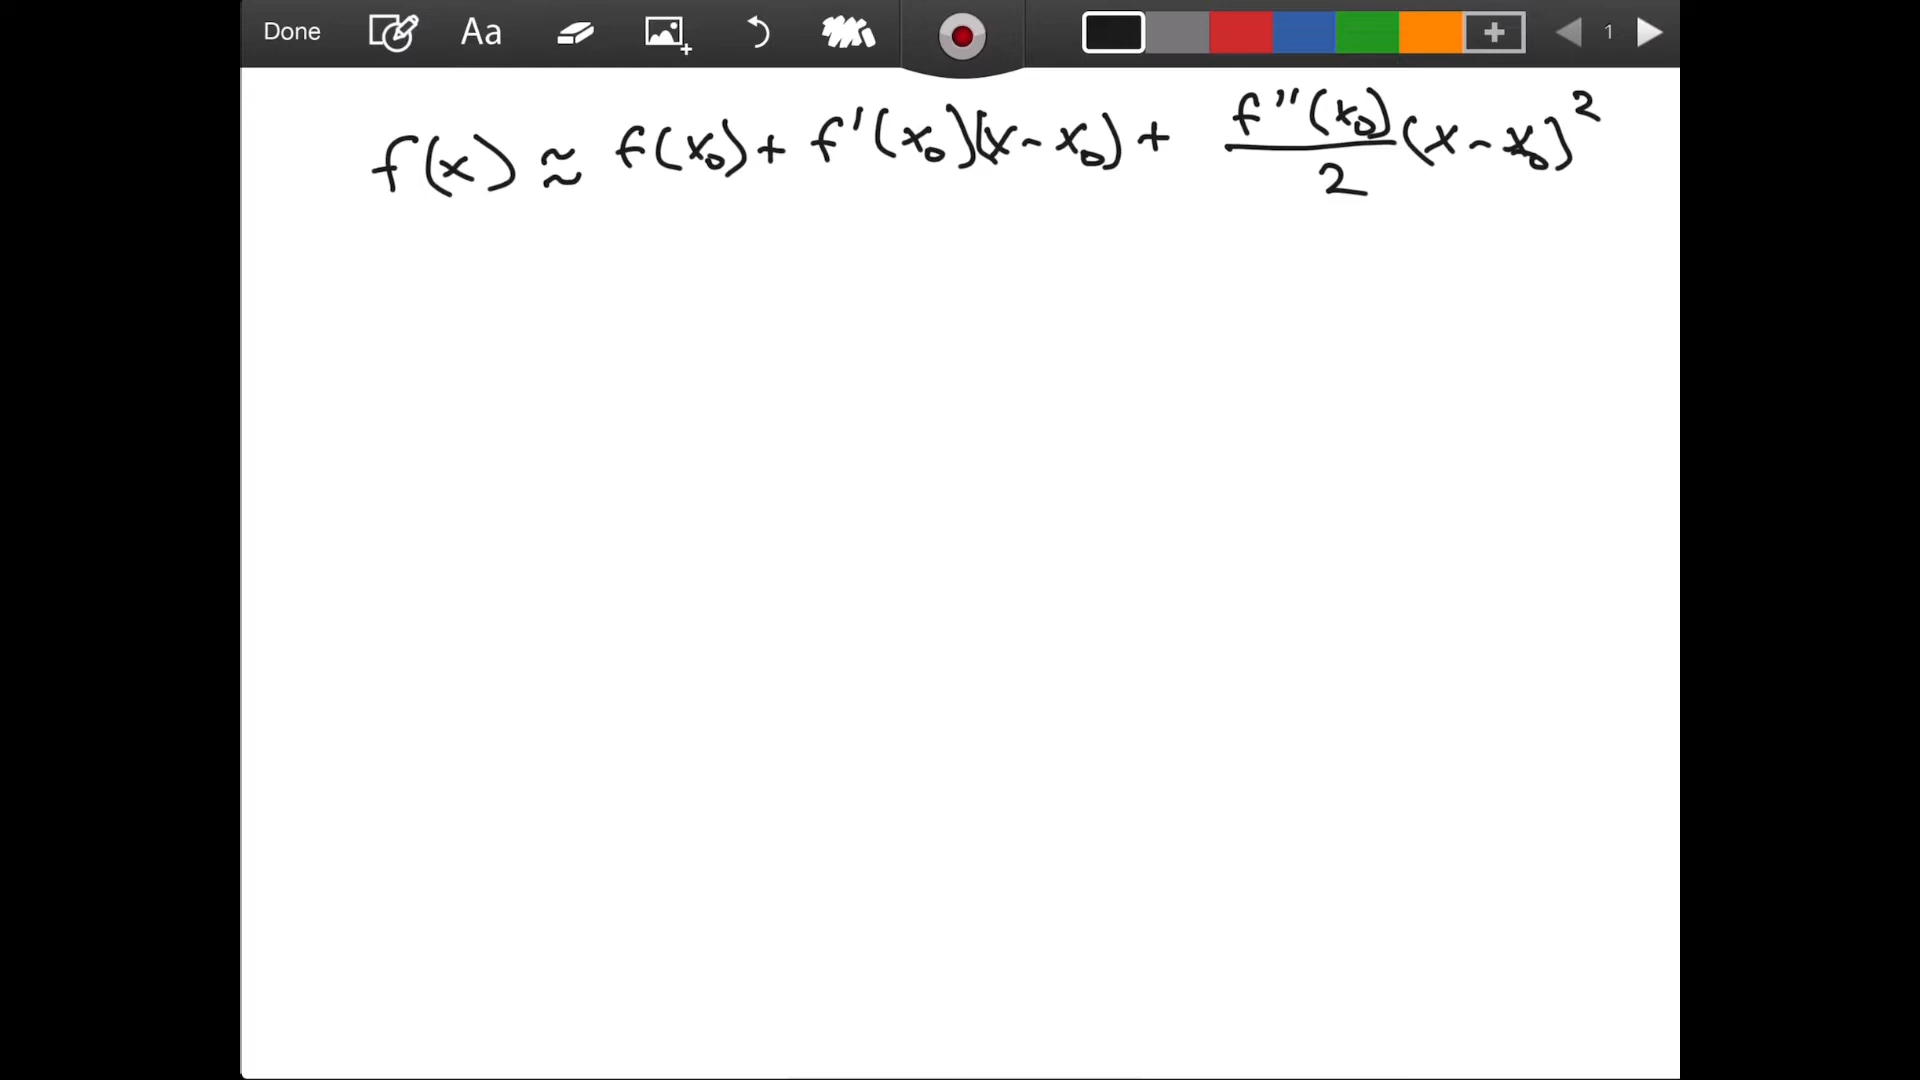 Done Aa 1
f(x) ≈ f(x₀) + f'(x₀)(x - x₀) + f''(x₀)/2 (x - x₀)²